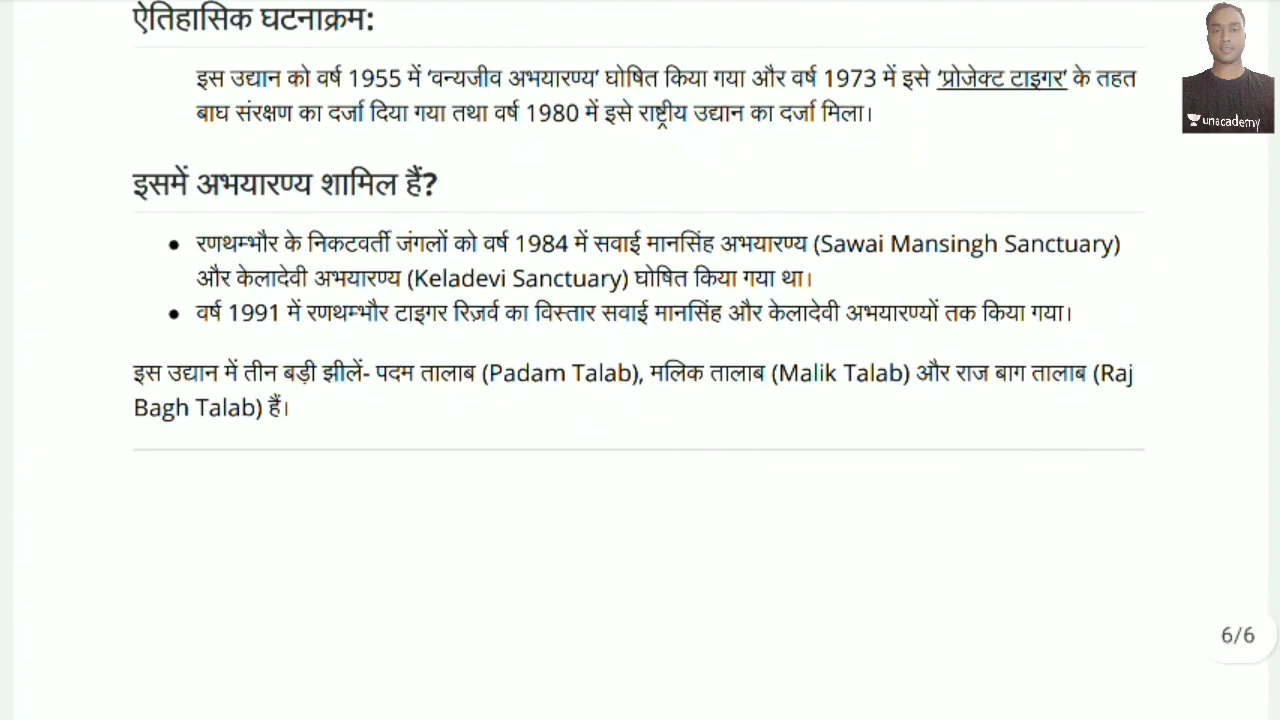 ऐतिहासिक घटनाक्रम:
इस उद्यान को वर्ष 1955 में ‘वन्यजीव अभयारण्य’ घोषित किया गया और वर्ष 1973 में इसे ‘प्रोजेक्ट टाइगर’ के तहत
बाघ संरक्षण का दर्जा दिया गया तथा वर्ष 1980 में इसे राष्ट्रीय उद्यान का दर्जा मिला।
इसमें अभयारण्य शामिल हैं?
• रणथम्भौर के निकटवर्ती जंगलों को वर्ष 1984 में सवाई मानसिंह अभयारण्य (Sawai Mansingh Sanctuary)
और केलादेवी अभयारण्य (Keladevi Sanctuary) घोषित किया गया था।
• वर्ष 1991 में रणथम्भौर टाइगर रिज़र्व का विस्तार सवाई मानसिंह और केलादेवी अभयारण्यों तक किया गया।
इस उद्यान में तीन बड़ी झीलें- पदम तालाब (Padam Talab), मलिक तालाब (Malik Talab) और राज बाग तालाब (Raj
Bagh Talab) हैं।
unacademy
6/6